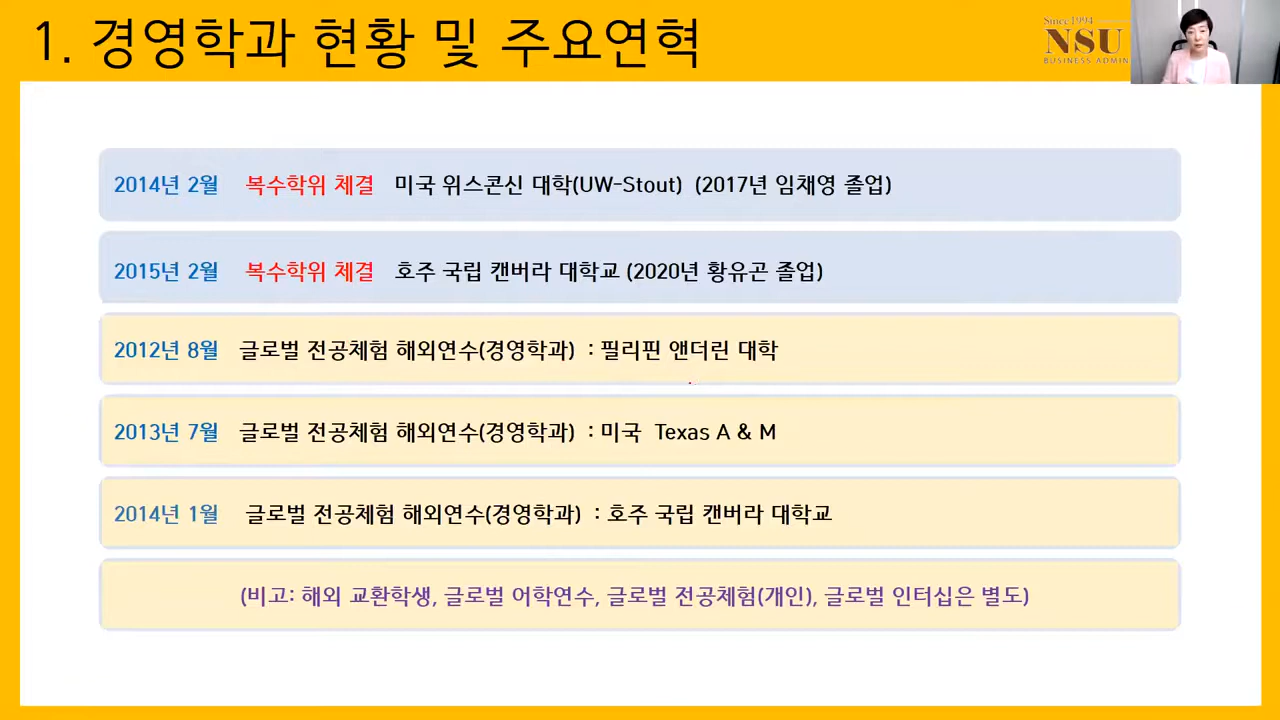 1. 경영학과 현황 및 주요연혁
Since 1994
NSU
BUSINESS ADMIN
2014년 2월 복수학위 체결 미국 위스콘신 대학(UW-Stout) (2017년 임채영 졸업)
2015년 2월 복수학위 체결 호주 국립 캔버라 대학교 (2020년 황유곤 졸업)
2012년 8월 글로벌 전공체험 해외연수(경영학과) : 필리핀 앤더린 대학
2013년 7월 글로벌 전공체험 해외연수(경영학과) : 미국 Texas A & M
2014년 1월 글로벌 전공체험 해외연수(경영학과) : 호주 국립 캔버라 대학교
(비고: 해외 교환학생, 글로벌 어학연수, 글로벌 전공체험(개인), 글로벌 인터십은 별도)